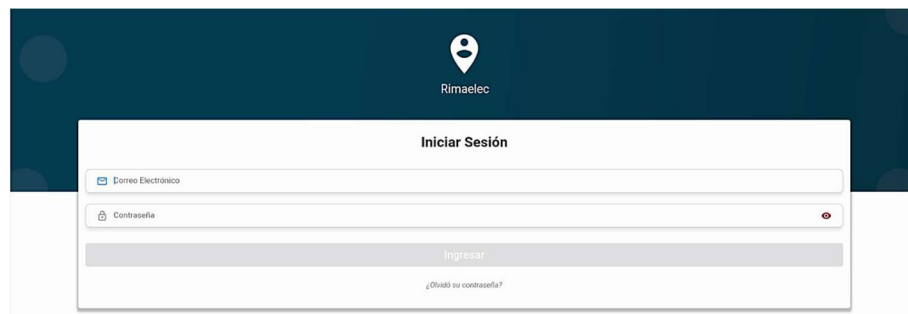 Rimaelec
Iniciar Sesión
Correo Electrónico
Contraseña
Ingresar
¿Olvidó su contraseña?